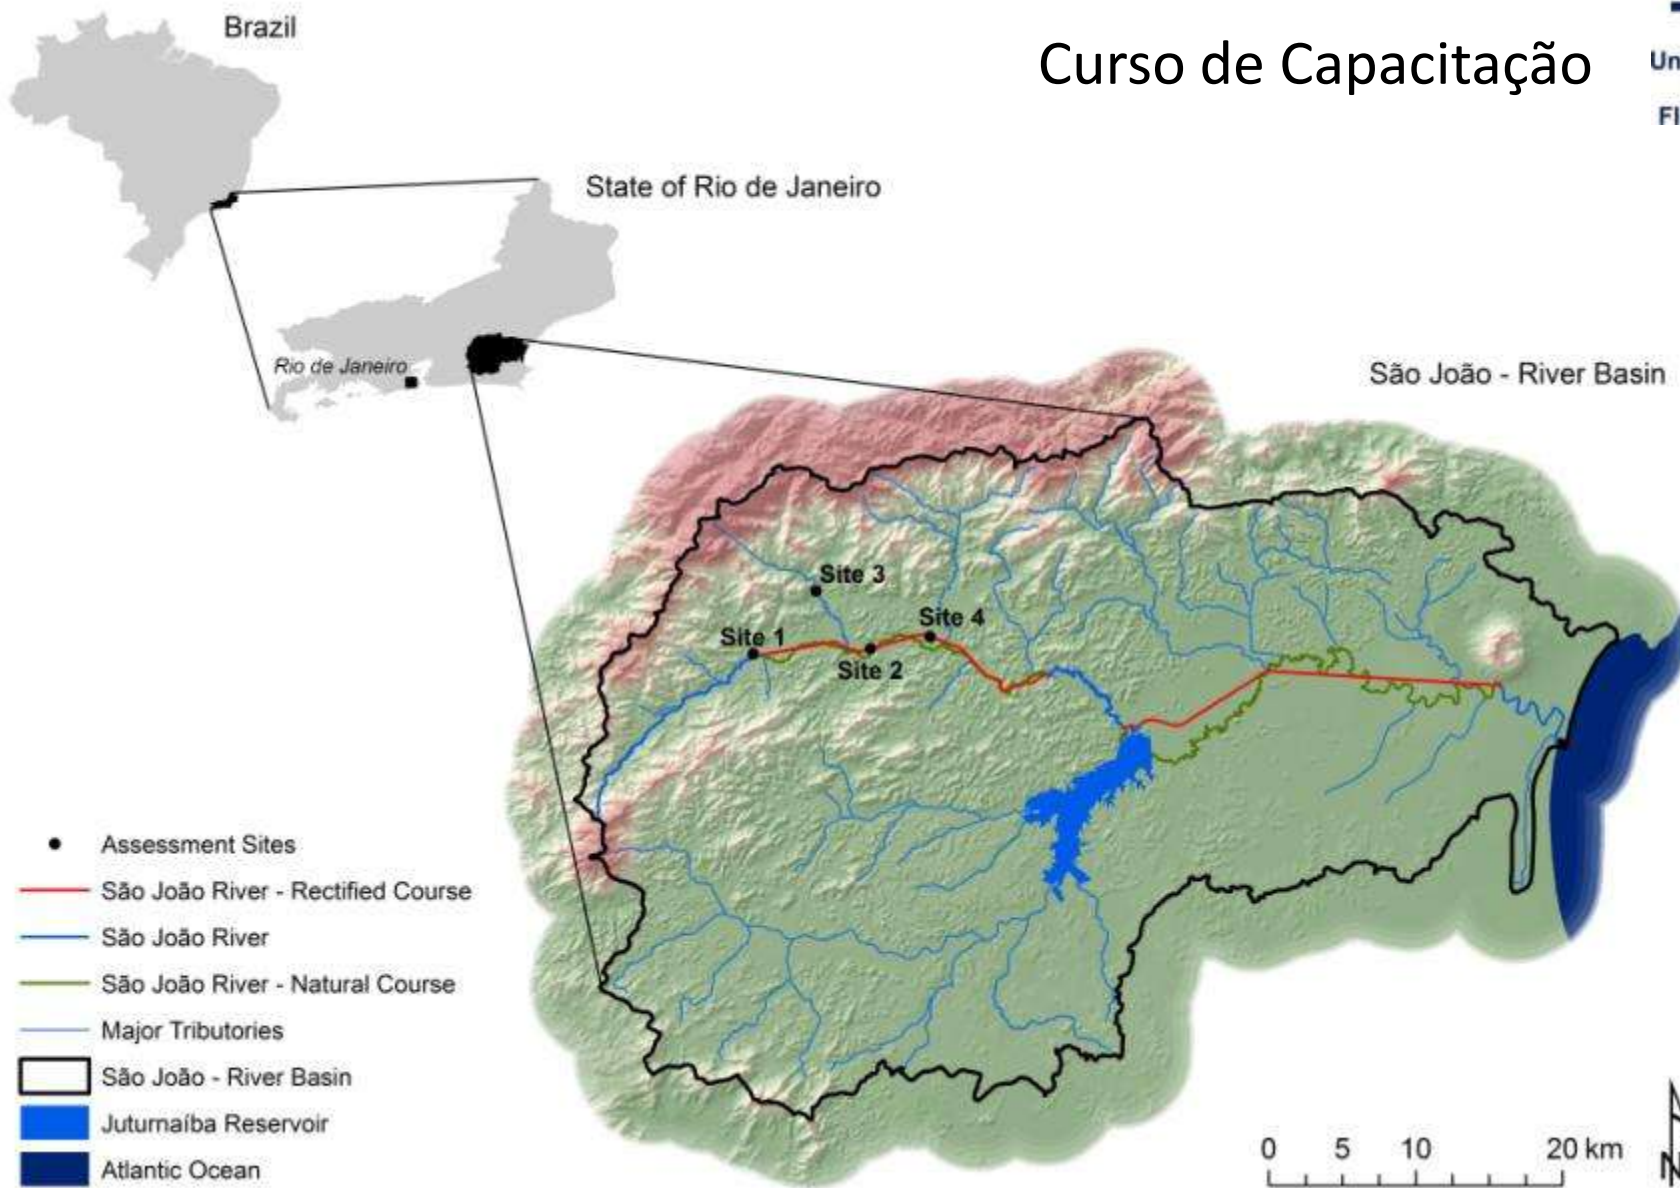 Brazil
Curso de Capacitação
Un
Fl
State of Rio de Janeiro
Rio de Janeiro
São João - River Basin
Site 3
Site 4
Site 1
Site 2
Assessment Sites
São João River - Rectified Course
São João River
São João River - Natural Course
Major Tributories
São João - River Basin
Juturnaíba Reservoir
Atlantic Ocean
0 5 10 20 km
N